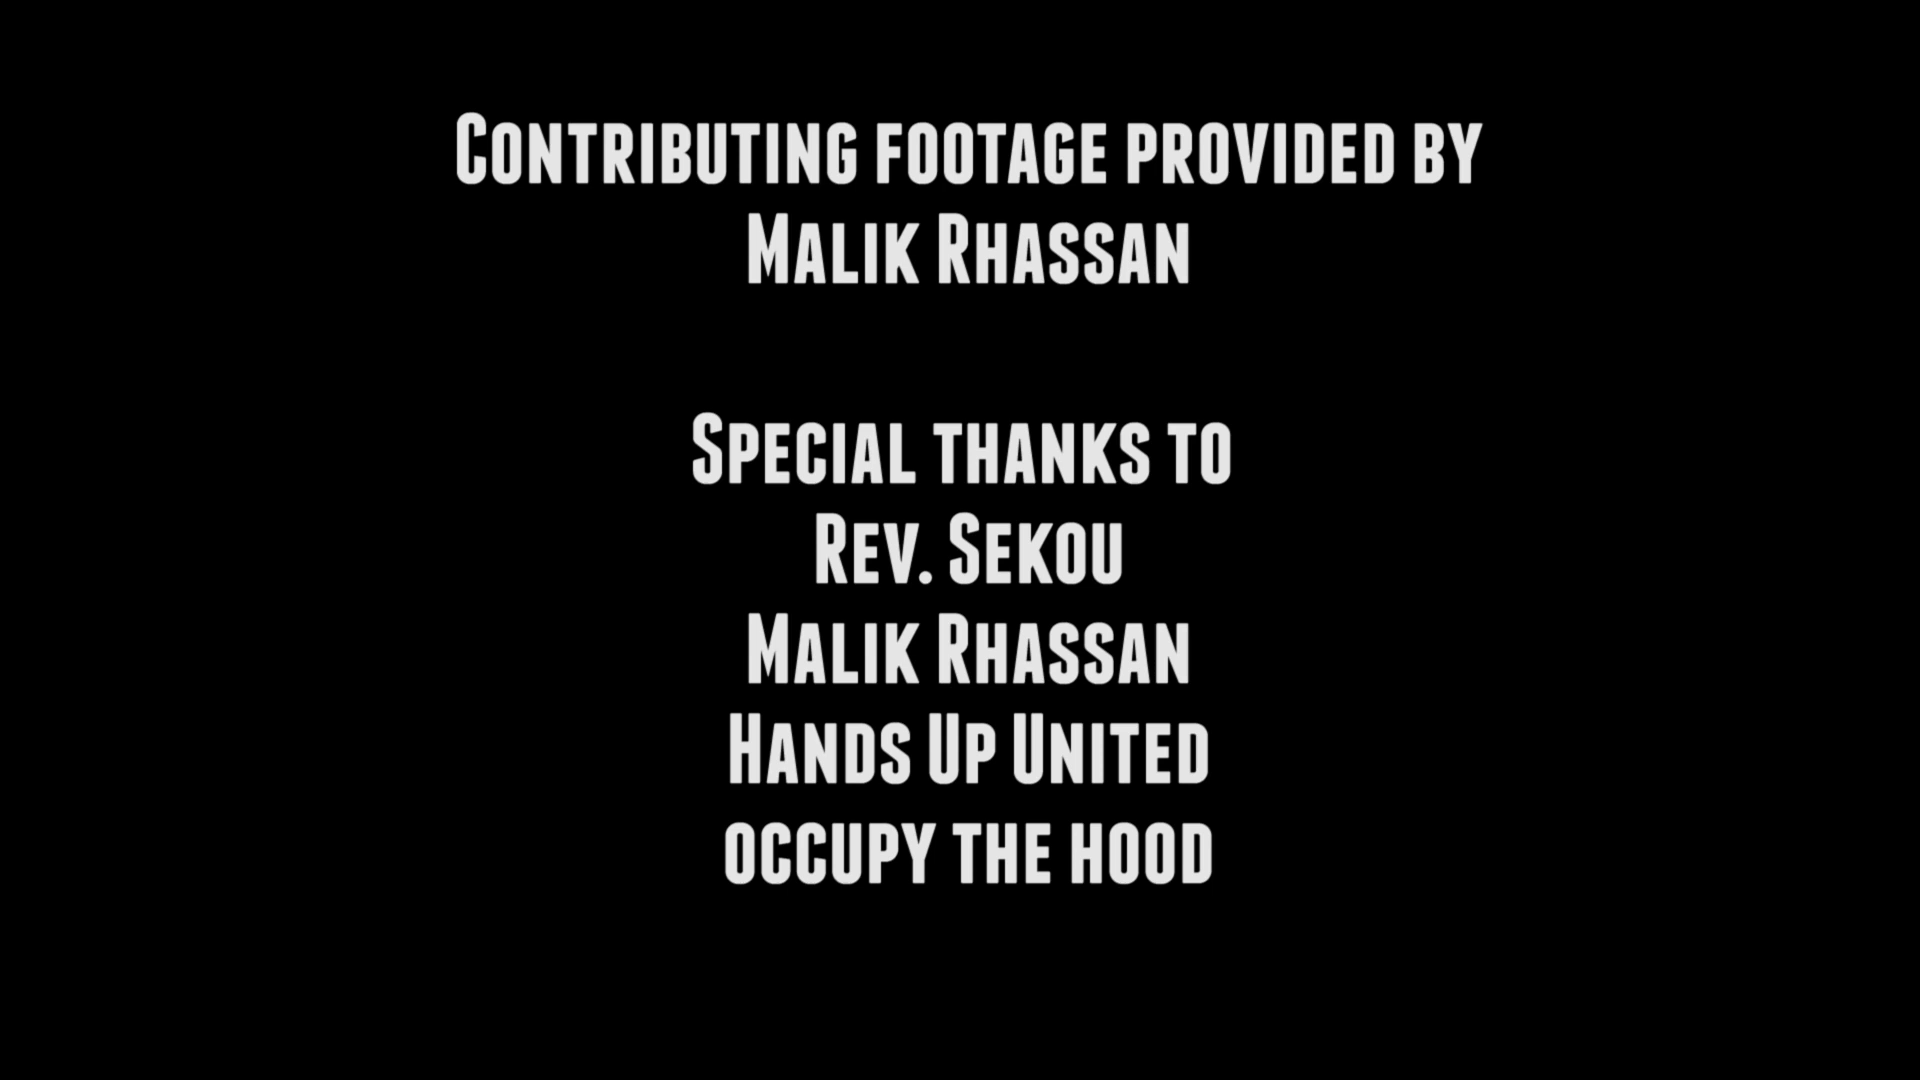 Contributing footage provided by
Malik Rhassan
Special thanks to
Rev. Sekou
Malik Rhassan
Hands Up United
occupy the hood